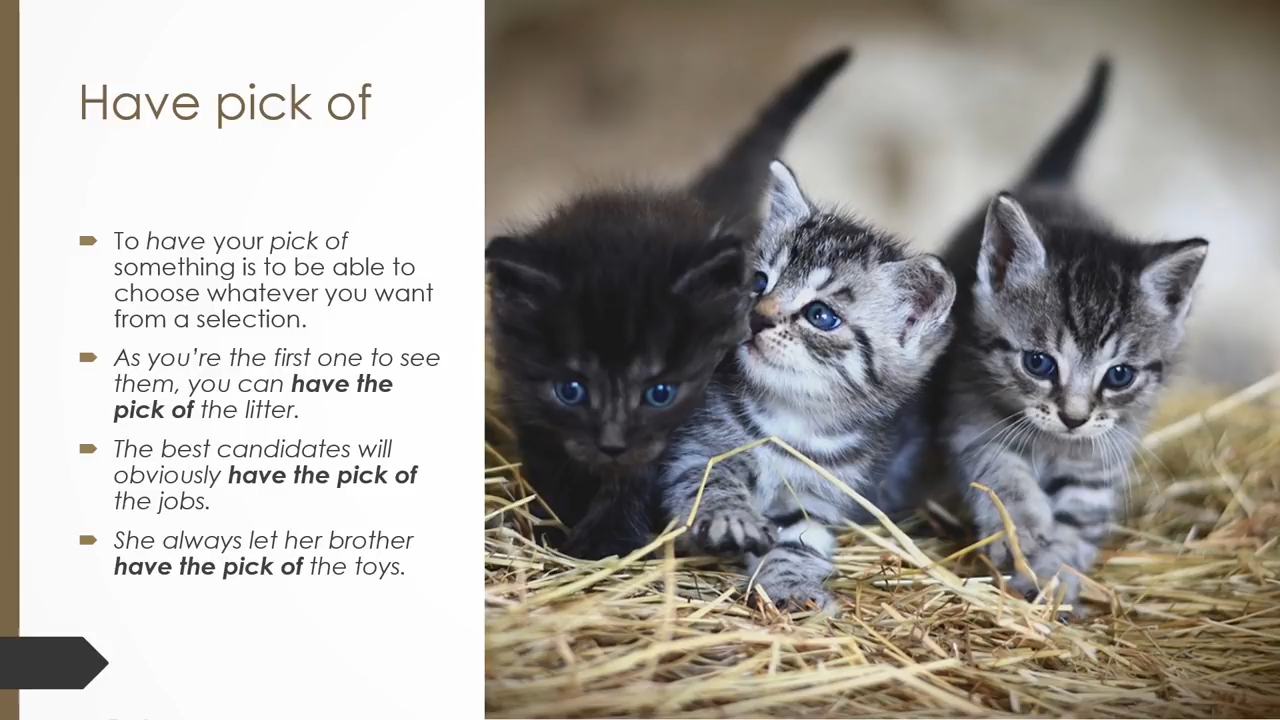 Have pick of
To have your pick of
something is to be able to
choose whatever you want
from a selection.
As you’re the first one to see
them, you can have the
pick of the litter.
The best candidates will
obviously have the pick of
the jobs.
She always let her brother
have the pick of the toys.